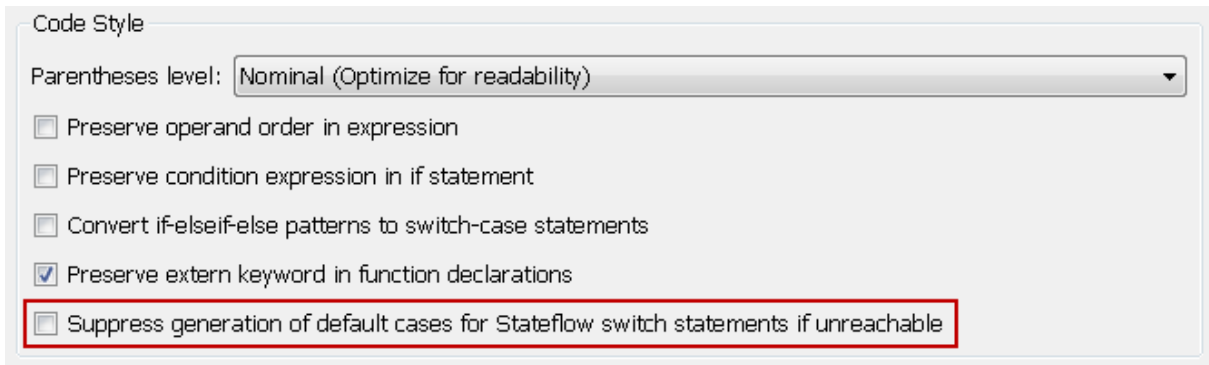 Code Style
Parentheses level: Nominal (Optimize for readability)
Preserve operand order in expression
Preserve condition expression in if statement
Convert if-elseif-else patterns to switch-case statements
Preserve extern keyword in function declarations
Suppress generation of default cases for Stateflow switch statements if unreachable